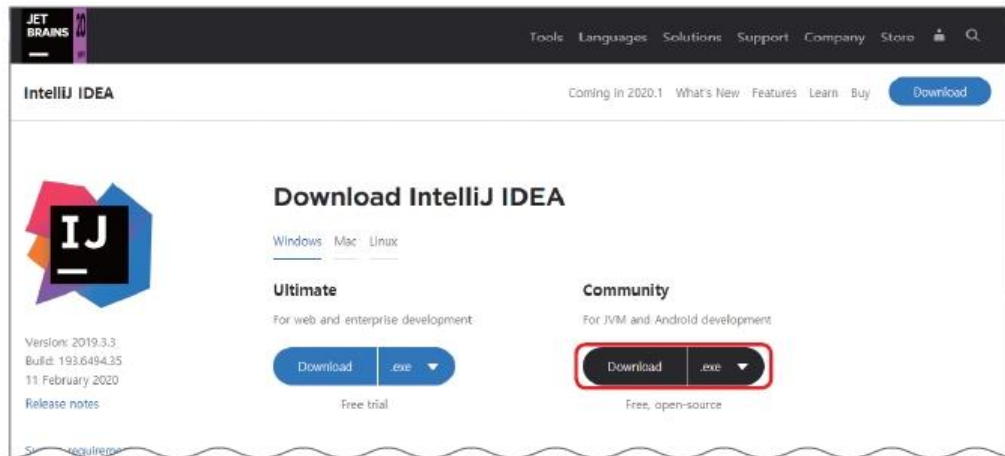 JET
BRAINS
20
Tools Languages Solutions Support Company Store
IntelliJ IDEA
Coming in 2020.1 What's New Features Learn Buy Download
IJ
Download IntelliJ IDEA
Windows Mac Linux
Ultimate Community
For web and enterprise development For JVM and Android development
Download .exe Download .exe
Free trial Free, open-source
Version: 2019.3.3
Build: 193.6494.35
11 February 2020
Release notes